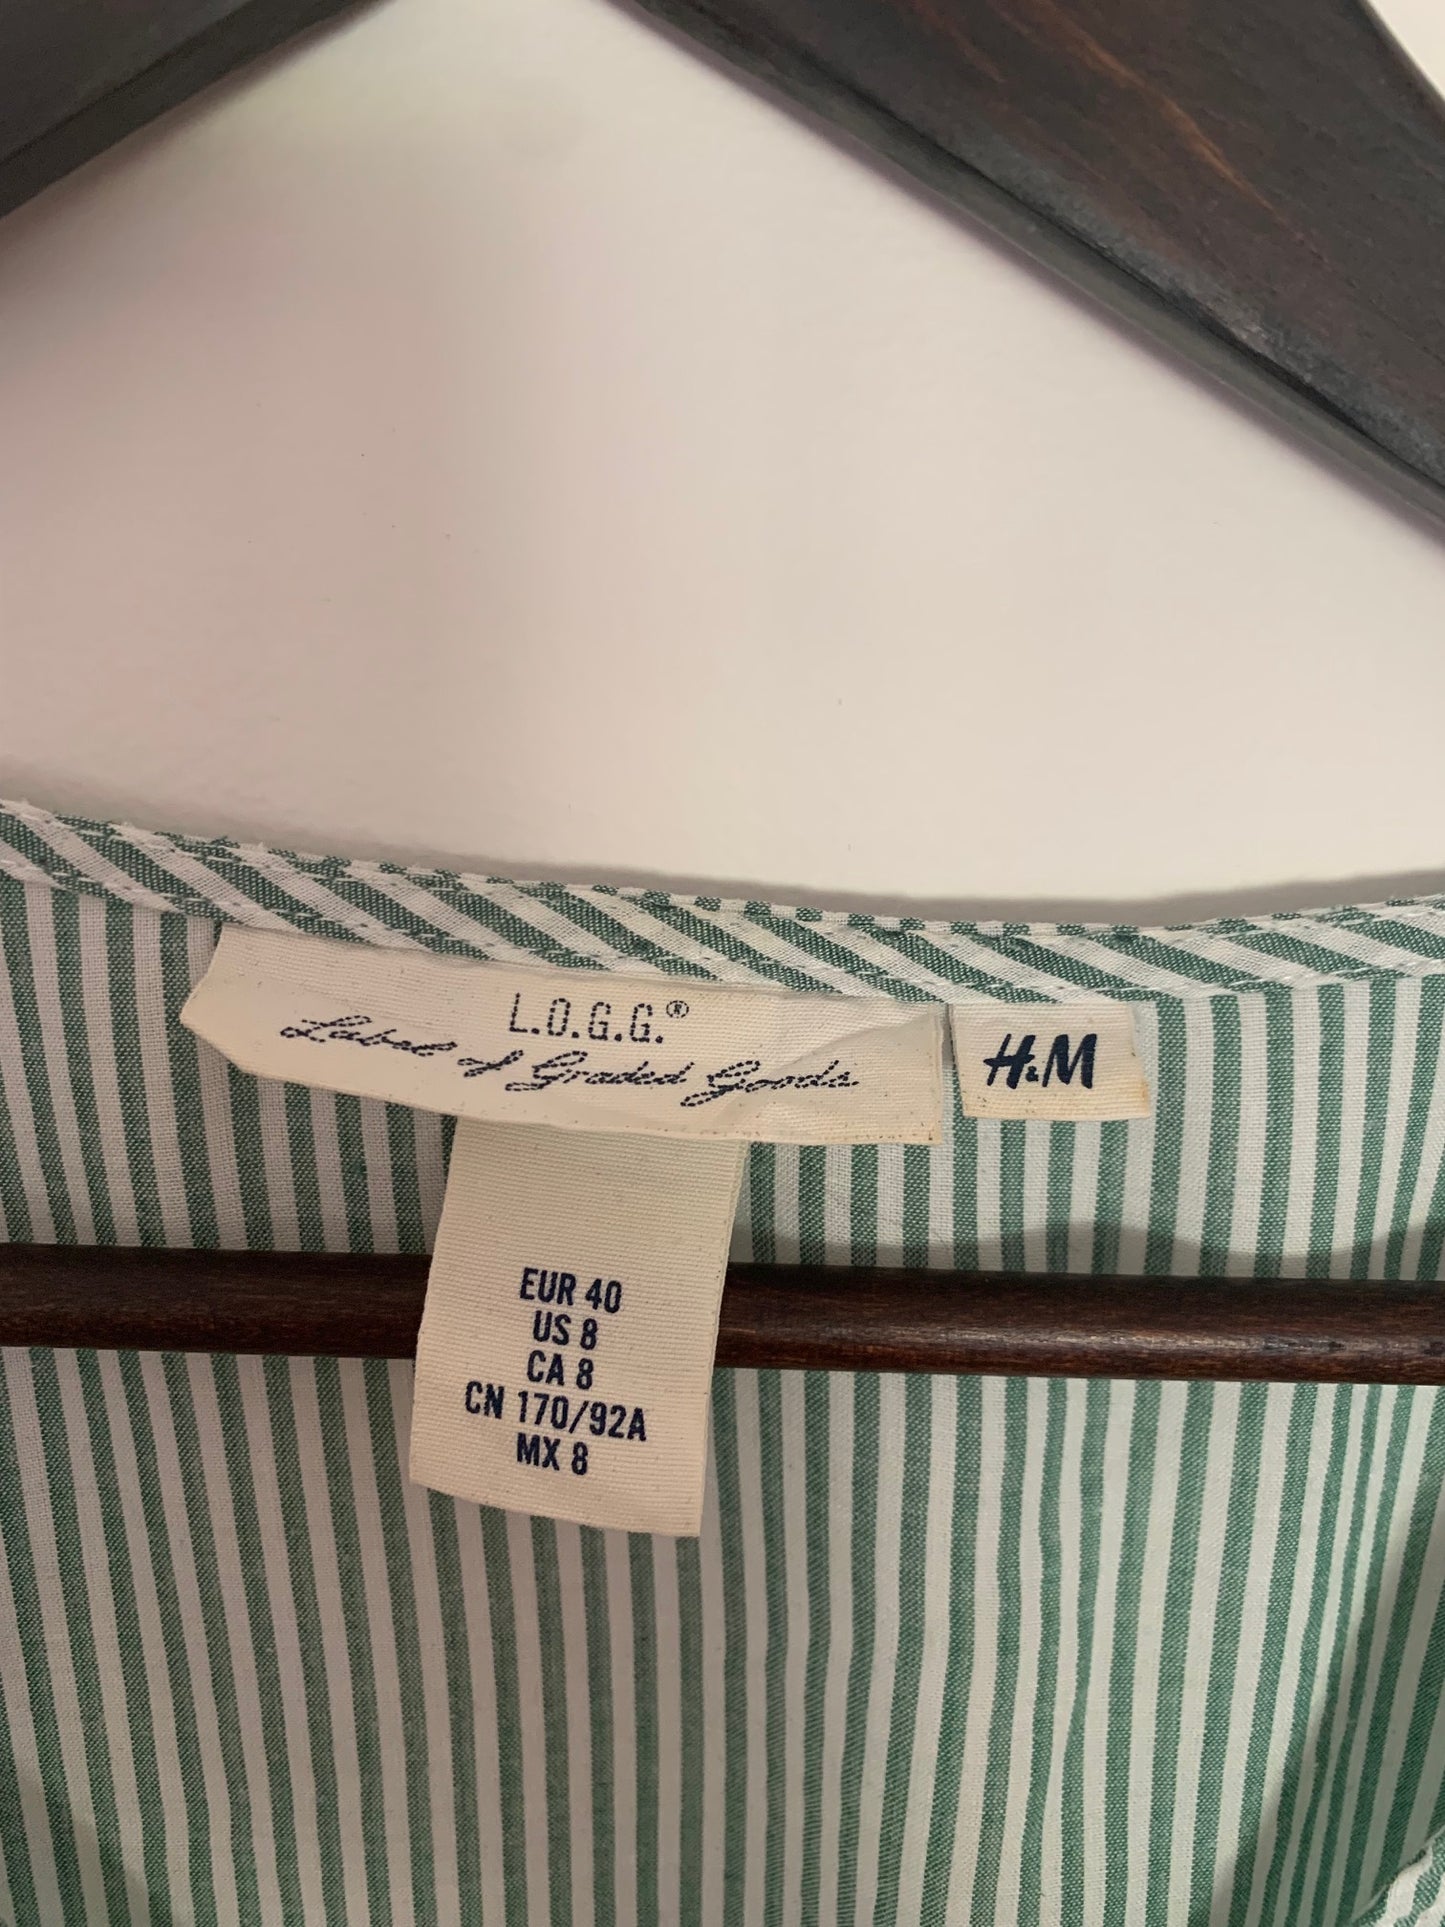 L.O.G.G.®
Label of Graded Goods
H&M
EUR 40
US 8
CA 8
CN 170/92A
MX 8